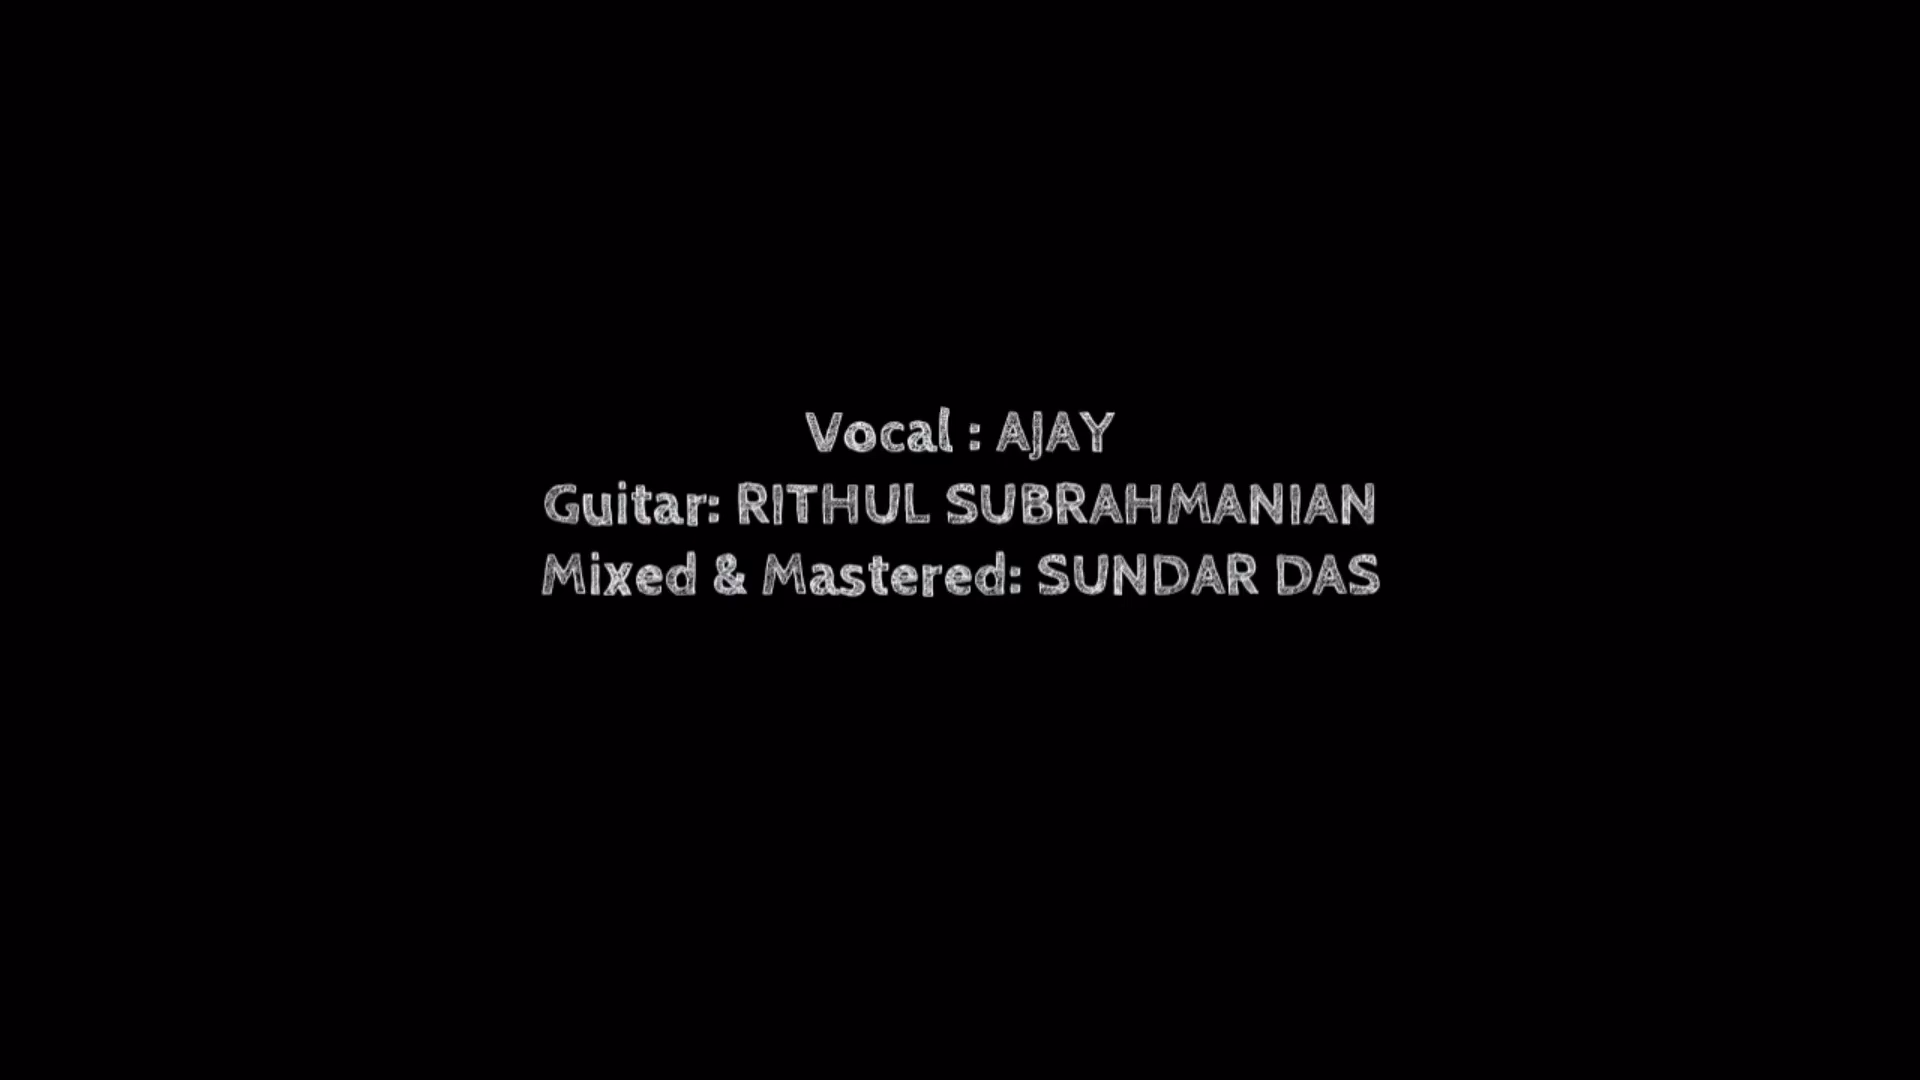 Vocal : AJAY
Guitar: RITHUL SUBRAHMANIAN
Mixed & Mastered: SUNDAR DAS